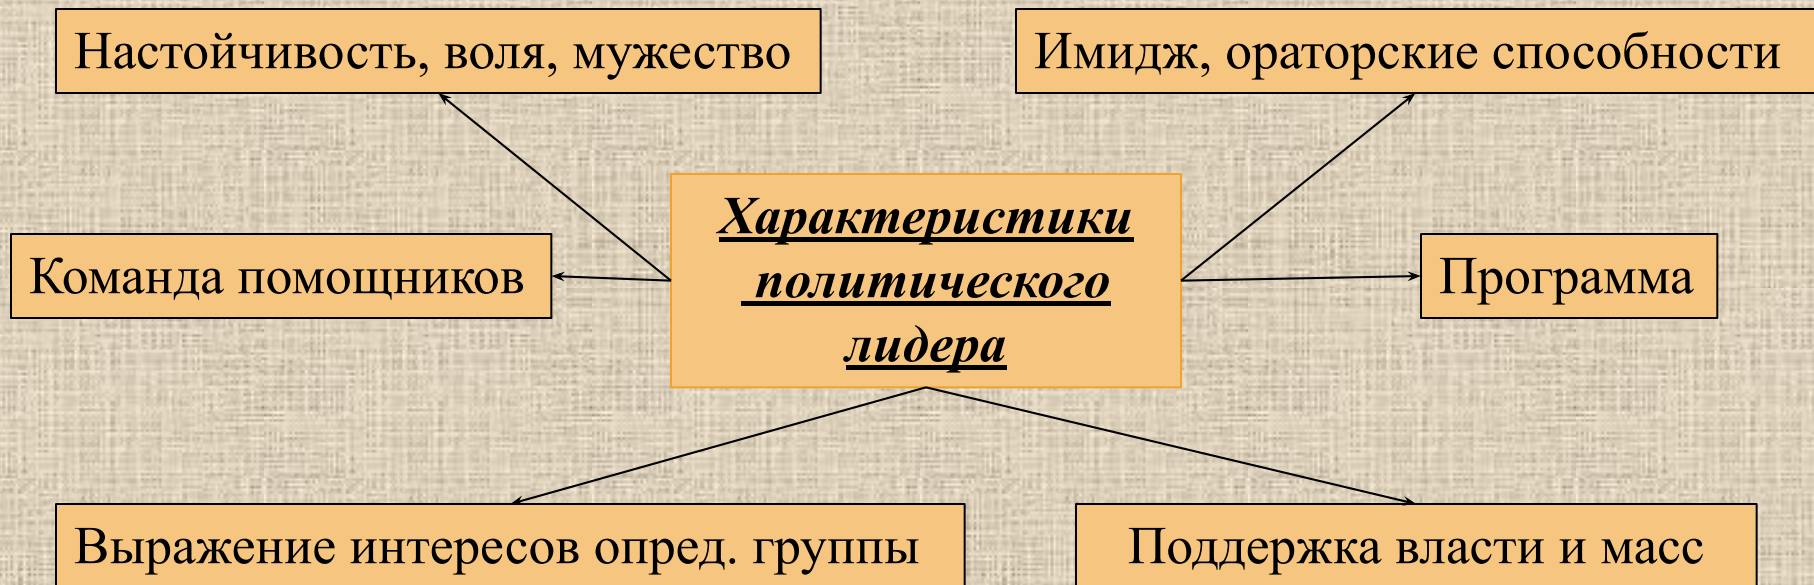 Настойчивость, воля, мужество
Имидж, ораторские способности
Характеристики
политического
лидера
Команда помощников
Программа
Выражение интересов опред. группы
Поддержка власти и масс